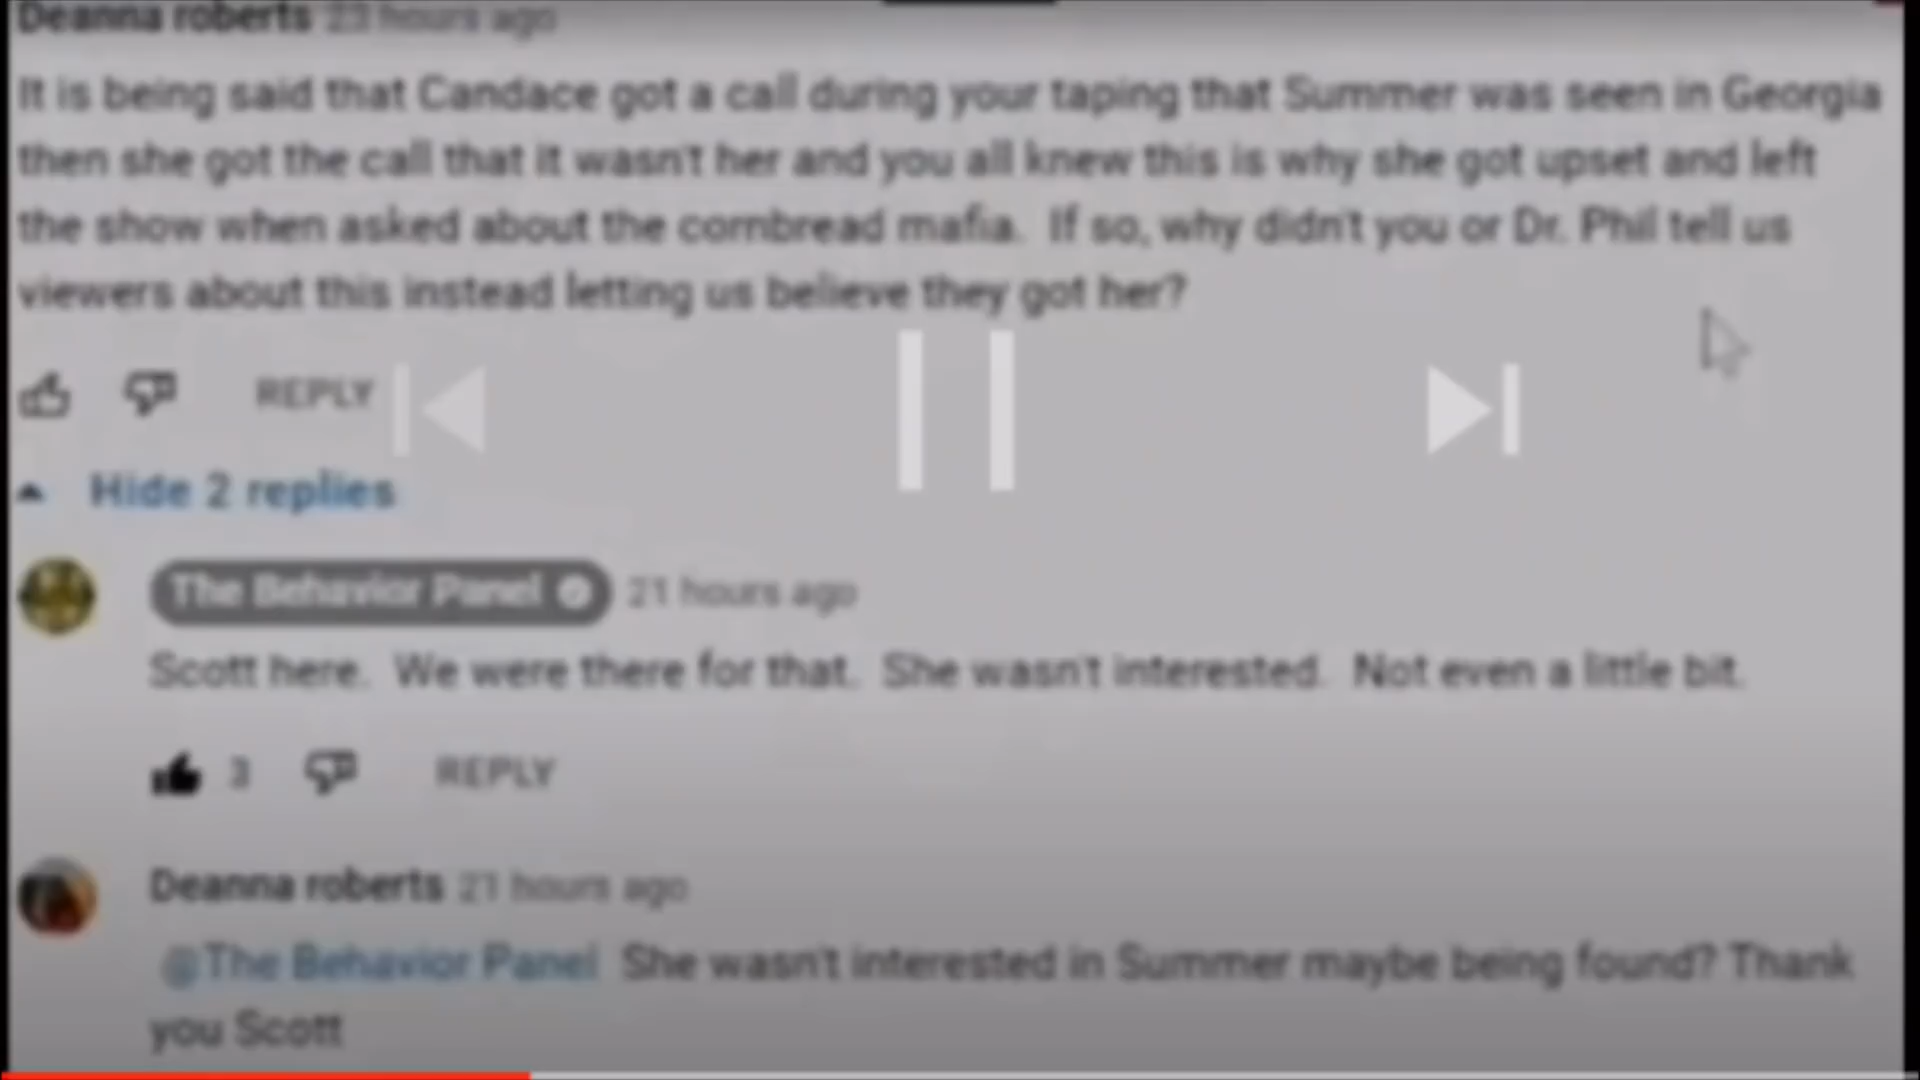 Deanna roberts 23 hours ago
It is being said that Candace got a call during your taping that Summer was seen in Georgia
then she got the call that it wasn't her and you all knew this is why she got upset and left
the show when asked about the cornbread mafia. If so, why didn't you or Dr. Phil tell us
viewers about this instead letting us believe they got her?
REPLY
Hide 2 replies
The Behavior Panel 21 hours ago
Scott here. We were there for that. She wasn't interested. Not even a little bit.
3 REPLY
Deanna roberts 21 hours ago
@The Behavior Panel She wasn't interested in Summer maybe being found? Thank
you Scott